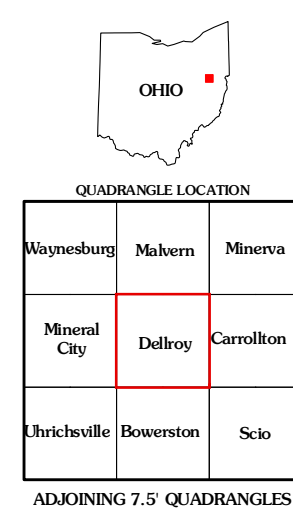 OHIO
QUADRANGLE LOCATION
Waynesburg Malvern Minerva
Mineral
City
Dellroy Carrollton
Uhrichsville Bowerston Scio
ADJOINING 7.5' QUADRANGLES